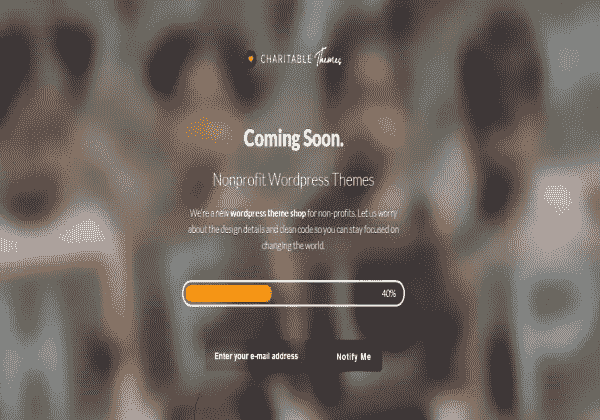 CHARITABLE Themes
Coming Soon.
Nonprofit Wordpress Themes
We're a new wordpress theme shop for non-profits. Let us worry
about the design details and clean code so you can stay focused on
changing the world.
40%
Enter your e-mail address
Notify Me